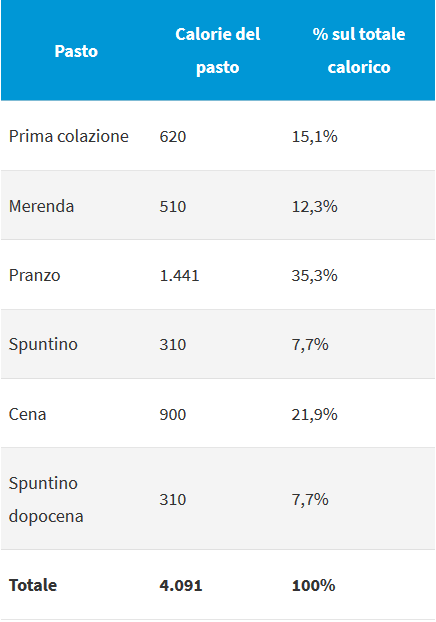 Pasto Calorie del pasto % sul totale calorico
Prima colazione 620 15,1%
Merenda 510 12,3%
Pranzo 1.441 35,3%
Spuntino 310 7,7%
Cena 900 21,9%
Spuntino dopocena 310 7,7%
Totale 4.091 100%